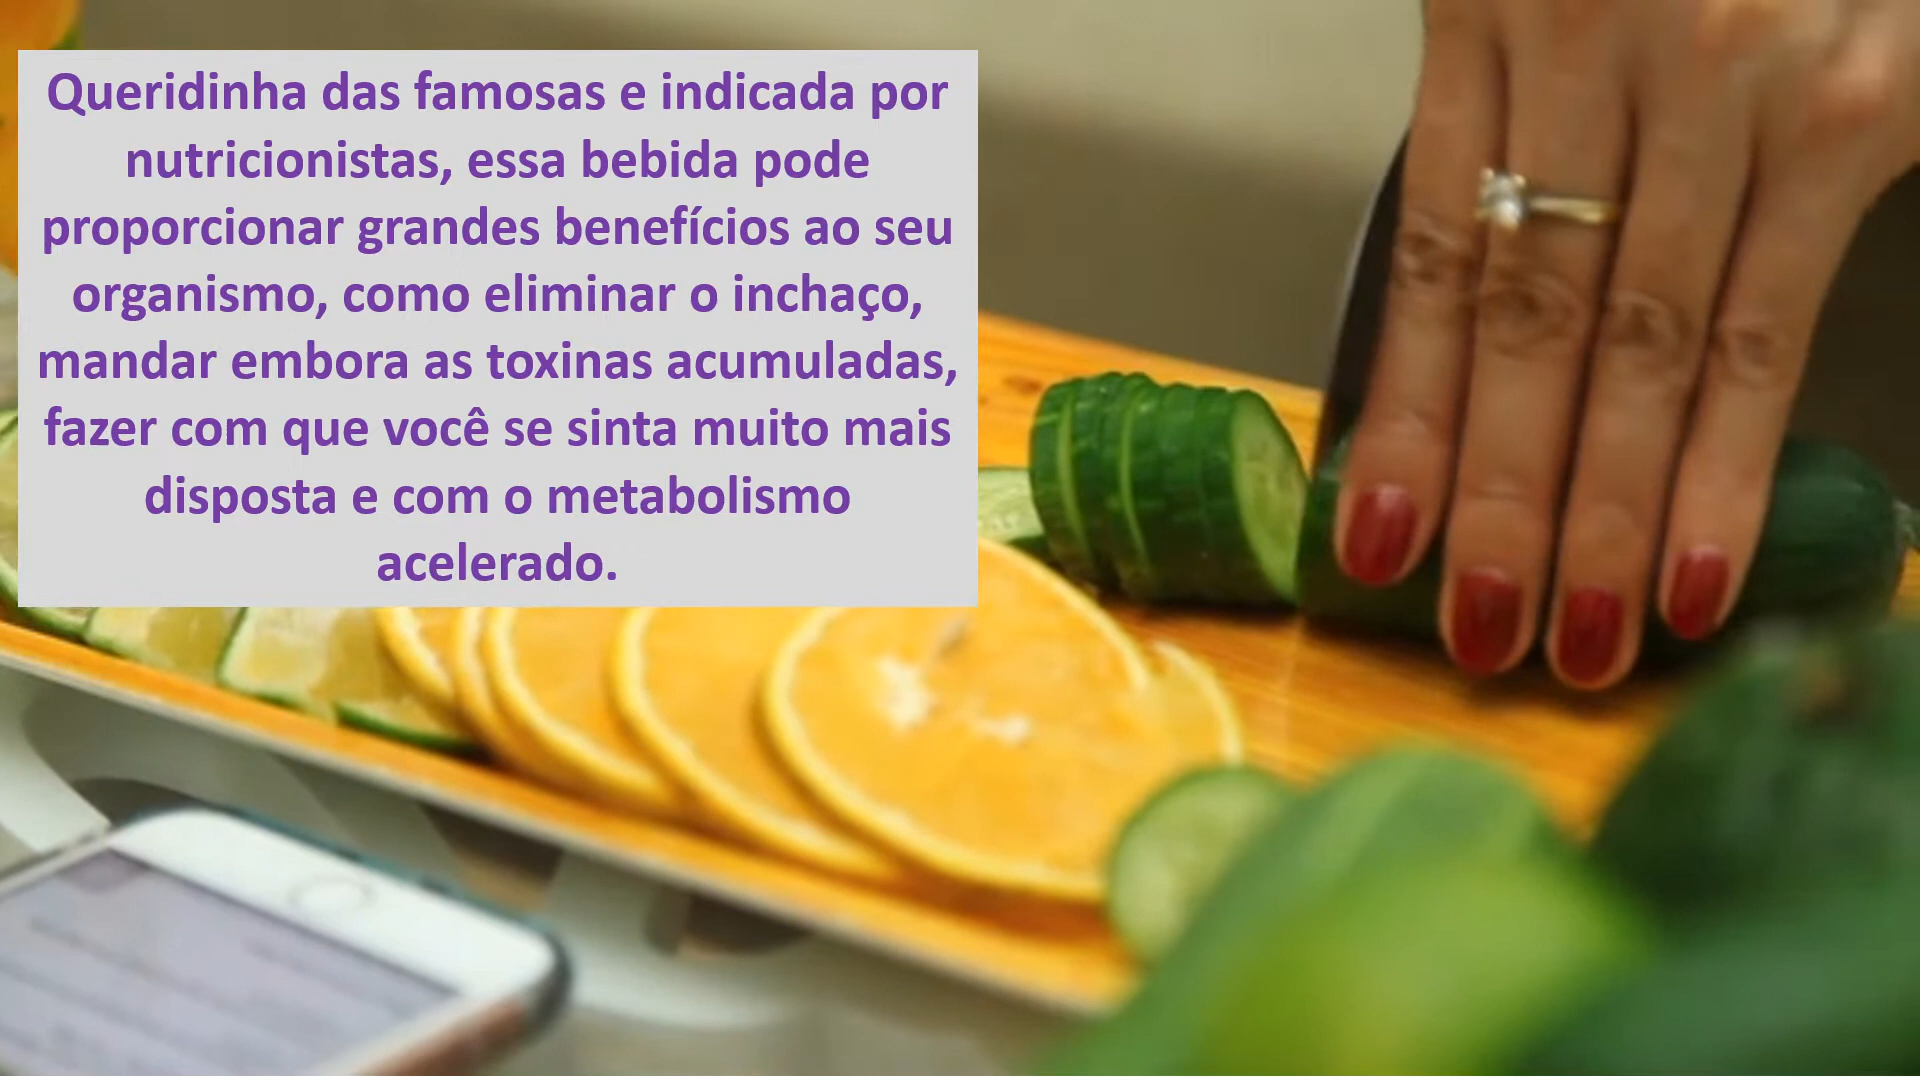 Queridinha das famosas e indicada por
nutricionistas, essa bebida pode
proporcionar grandes benefícios ao seu
organismo, como eliminar o inchaço,
mandar embora as toxinas acumuladas,
fazer com que você se sinta muito mais
disposta e com o metabolismo
acelerado.